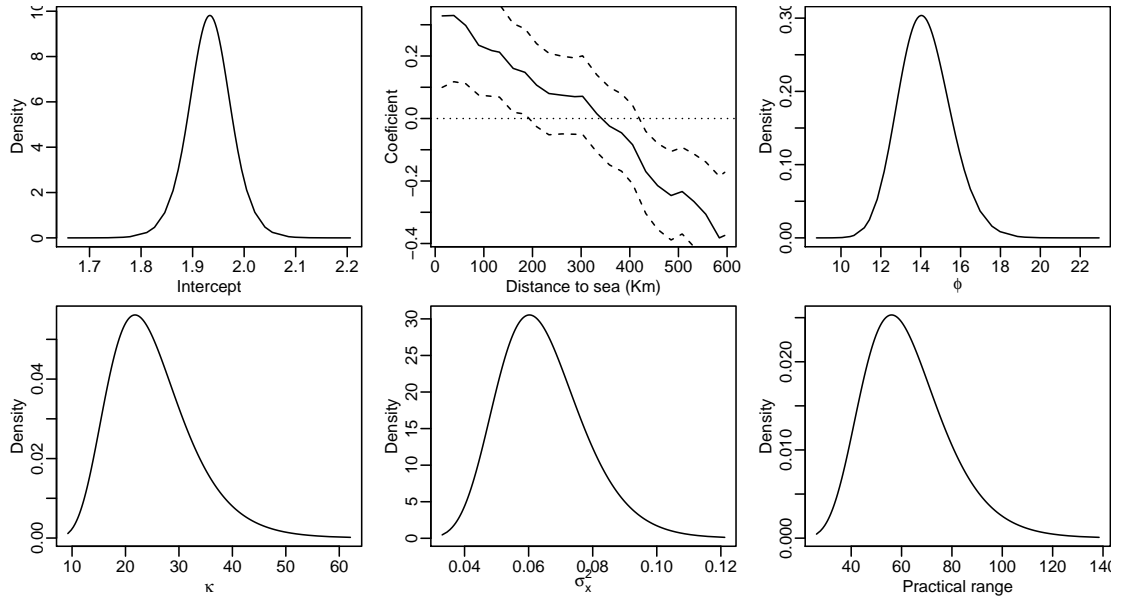 Density
0 2 4 6 8 10
1.7 1.8 1.9 2.0 2.1 2.2
Intercept
Coeficient
−0.4 −0.2 0.0 0.2
0 100 200 300 400 500 600
Distance to sea (Km)
Density
0.00 0.10 0.20 0.30
10 12 14 16 18 20 22
ϕ
Density
0.00 0.02 0.04
10 20 30 40 50 60
κ
Density
0 5 10 15 20 25 30
0.04 0.06 0.08 0.10 0.12
σ²ₓ
Density
0.000 0.010 0.020
40 60 80 100 120 140
Practical range